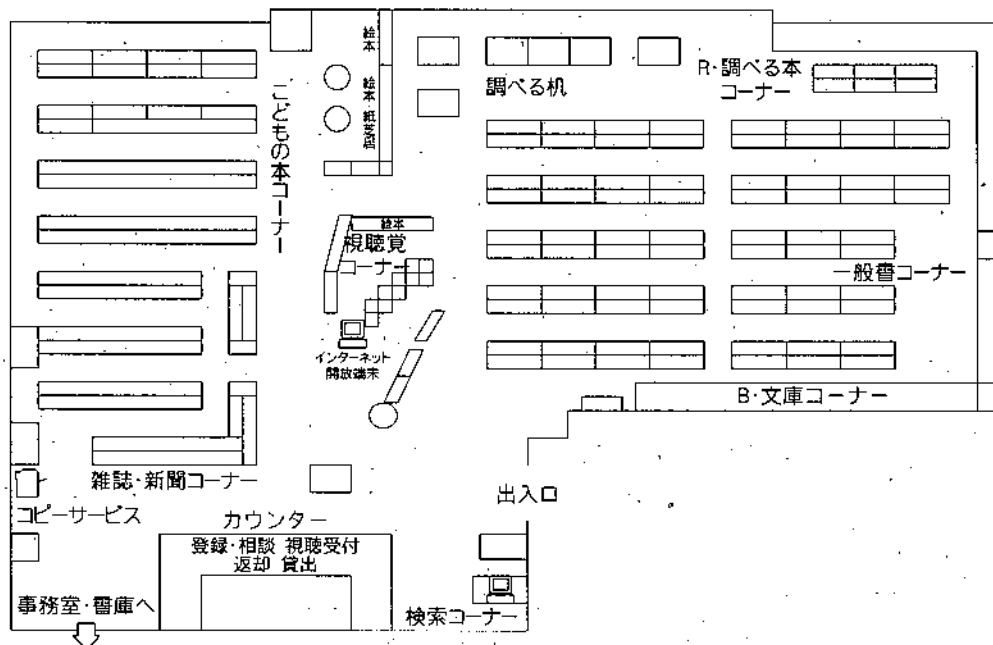 絵本
絵本・紙芝居
こどもの本コーナー
調べる机
R・調べる本
コーナー
絵本
視聴覚
コーナー
一般書コーナー
インターネット
開放端末
B・文庫コーナー
雑誌・新聞コーナー
出入口
コピーサービス
カウンター
登録・相談 視聴受付
返却 貸出
事務室・書庫へ
検索コーナー